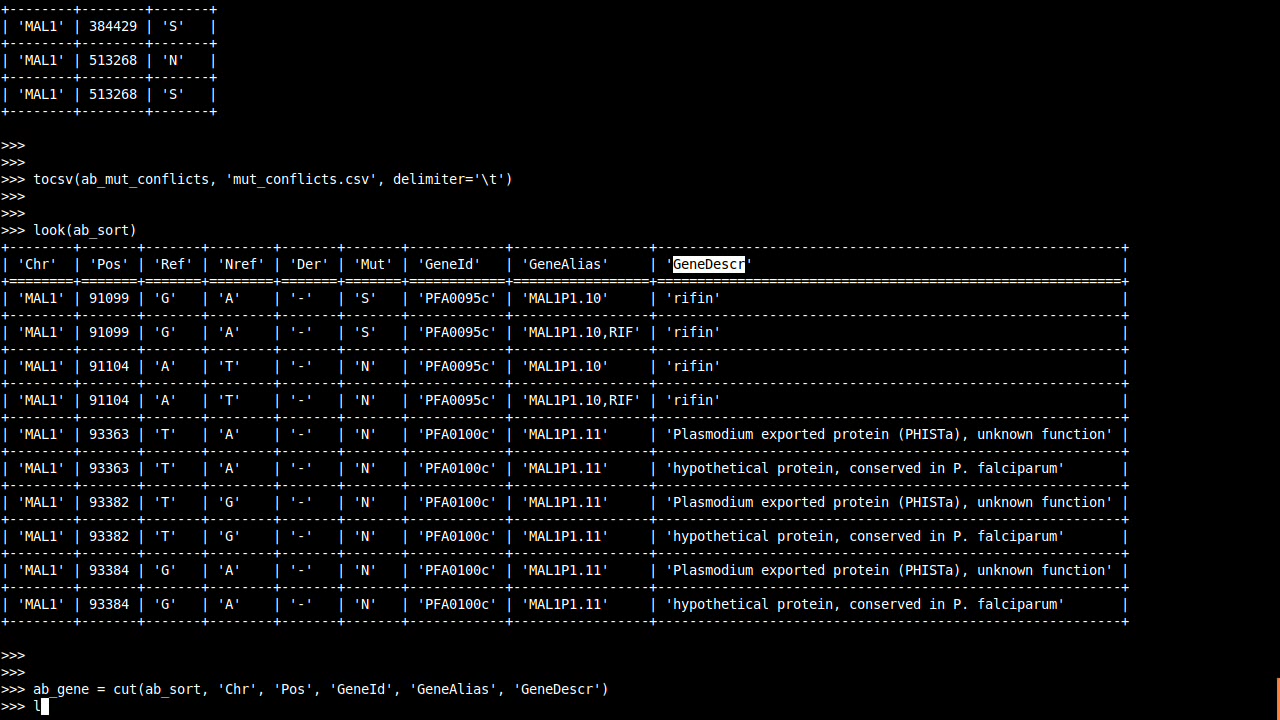 +--------+--------+-------+
| 'MAL1' | 384429 | 'S'   |
+--------+--------+-------+
| 'MAL1' | 513268 | 'N'   |
+--------+--------+-------+
| 'MAL1' | 513268 | 'S'   |
+--------+--------+-------+
>>>
>>>
>>> tocsv(ab_mut_conflicts, 'mut_conflicts.csv', delimiter='\t')
>>>
>>>
>>> look(ab_sort)
+--------+-------+-------+--------+-------+-------+------------+-----------------+----------------------------------------------------------+
| 'Chr'  | 'Pos' | 'Ref' | 'Nref' | 'Der' | 'Mut' | 'GeneId'   | 'GeneAlias'     | 'GeneDescr'                                              |
+========+=======+=======+========+=======+=======+============+=================+==========================================================+
| 'MAL1' | 91099 | 'G'   | 'A'    | '-'   | 'S'   | 'PFA0095c' | 'MAL1P1.10'     | 'rifin'                                                  |
+--------+-------+-------+--------+-------+-------+------------+-----------------+----------------------------------------------------------+
| 'MAL1' | 91099 | 'G'   | 'A'    | '-'   | 'S'   | 'PFA0095c' | 'MAL1P1.10,RIF' | 'rifin'                                                  |
+--------+-------+-------+--------+-------+-------+------------+-----------------+----------------------------------------------------------+
| 'MAL1' | 91104 | 'A'   | 'T'    | '-'   | 'N'   | 'PFA0095c' | 'MAL1P1.10'     | 'rifin'                                                  |
+--------+-------+-------+--------+-------+-------+------------+-----------------+----------------------------------------------------------+
| 'MAL1' | 91104 | 'A'   | 'T'    | '-'   | 'N'   | 'PFA0095c' | 'MAL1P1.10,RIF' | 'rifin'                                                  |
+--------+-------+-------+--------+-------+-------+------------+-----------------+----------------------------------------------------------+
| 'MAL1' | 93363 | 'T'   | 'A'    | '-'   | 'N'   | 'PFA0100c' | 'MAL1P1.11'     | 'Plasmodium exported protein (PHISTa), unknown function' |
+--------+-------+-------+--------+-------+-------+------------+-----------------+----------------------------------------------------------+
| 'MAL1' | 93363 | 'T'   | 'A'    | '-'   | 'N'   | 'PFA0100c' | 'MAL1P1.11'     | 'hypothetical protein, conserved in P. falciparum'       |
+--------+-------+-------+--------+-------+-------+------------+-----------------+----------------------------------------------------------+
| 'MAL1' | 93382 | 'T'   | 'G'    | '-'   | 'N'   | 'PFA0100c' | 'MAL1P1.11'     | 'Plasmodium exported protein (PHISTa), unknown function' |
+--------+-------+-------+--------+-------+-------+------------+-----------------+----------------------------------------------------------+
| 'MAL1' | 93382 | 'T'   | 'G'    | '-'   | 'N'   | 'PFA0100c' | 'MAL1P1.11'     | 'hypothetical protein, conserved in P. falciparum'       |
+--------+-------+-------+--------+-------+-------+------------+-----------------+----------------------------------------------------------+
| 'MAL1' | 93384 | 'G'   | 'A'    | '-'   | 'N'   | 'PFA0100c' | 'MAL1P1.11'     | 'Plasmodium exported protein (PHISTa), unknown function' |
+--------+-------+-------+--------+-------+-------+------------+-----------------+----------------------------------------------------------+
| 'MAL1' | 93384 | 'G'   | 'A'    | '-'   | 'N'   | 'PFA0100c' | 'MAL1P1.11'     | 'hypothetical protein, conserved in P. falciparum'       |
+--------+-------+-------+--------+-------+-------+------------+-----------------+----------------------------------------------------------+
>>>
>>>
>>> ab_gene = cut(ab_sort, 'Chr', 'Pos', 'GeneId', 'GeneAlias', 'GeneDescr')
>>> l